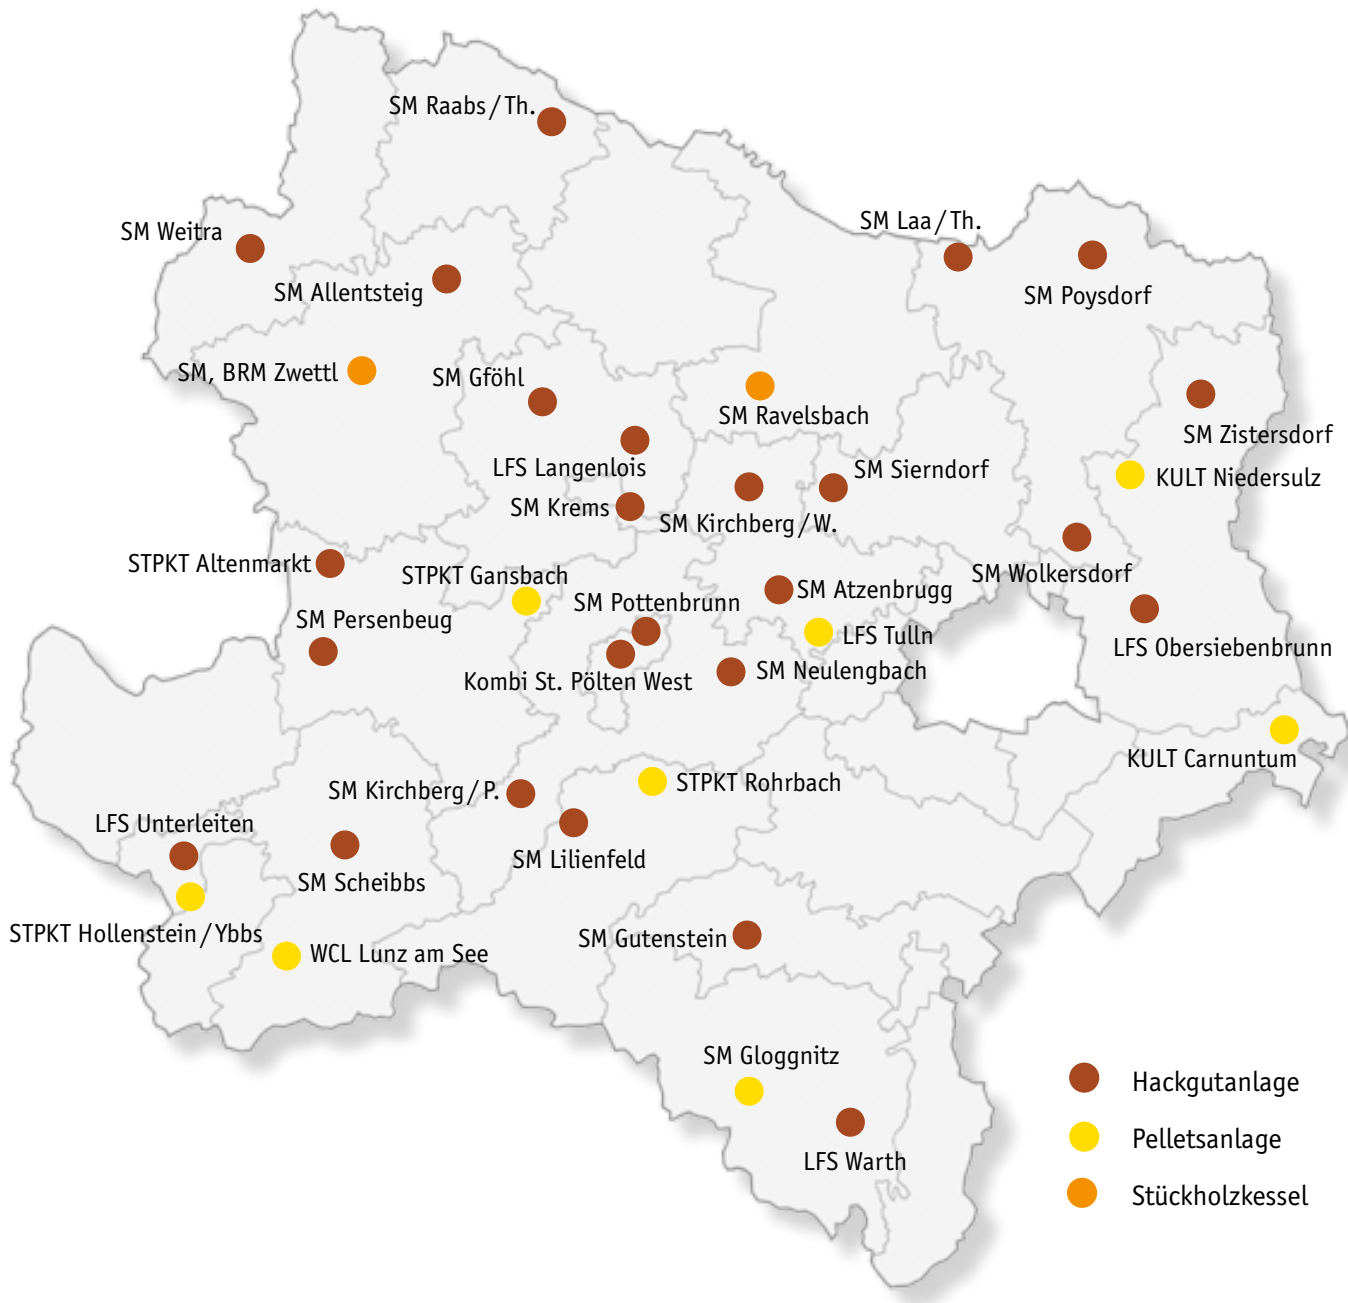 SM Raabs/Th.
SM Weitra
SM Laa/Th.
SM Allentsteig
SM Poysdorf
SM, BRM Zwettl
SM Gföhl
SM Ravelsbach
SM Zistersdorf
LFS Langenlois
SM Sierndorf
KULT Niedersulz
SM Krems
SM Kirchberg/W.
STPKT Altenmarkt
STPKT Gansbach
SM Wolkersdorf
SM Atzenbrugg
SM Pottenbrunn
SM Persenbeug
LFS Tulln
LFS Obersiebenbrunn
Kombi St. Pölten West
SM Neulengbach
KULT Carnuntum
STPKT Rohrbach
SM Kirchberg/P.
LFS Unterleiten
SM Lilienfeld
SM Scheibbs
STPKT Hollenstein/Ybbs
SM Gutenstein
WCL Lunz am See
SM Gloggnitz
LFS Warth
Hackgutanlage
Pelletsanlage
Stückholzkessel